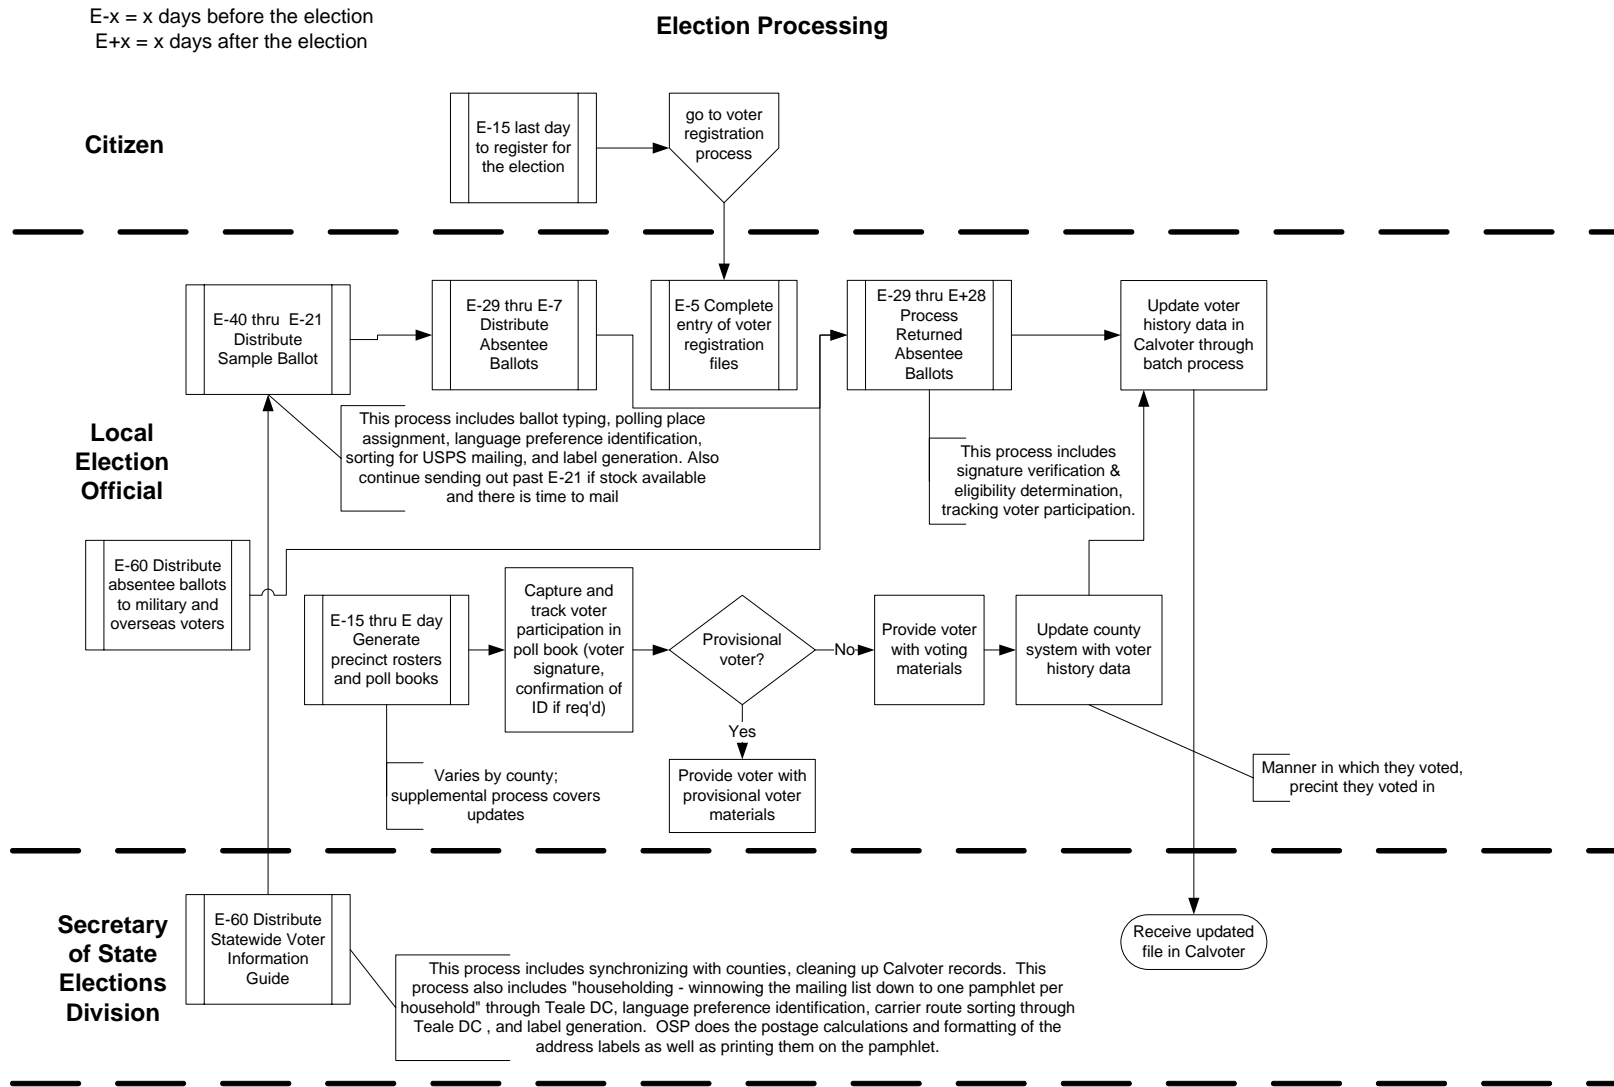 E-x = x days before the election
E+x = x days after the election
Election Processing
Citizen
E-15 last day
to register for
the election
go to voter
registration
process
Local
Election
Official
E-40 thru  E-21
Distribute
Sample Ballot
E-29 thru E-7
Distribute
Absentee
Ballots
E-5 Complete
entry of voter
registration
files
E-29 thru E+28
Process
Returned
Absentee
Ballots
Update voter
history data in
Calvoter through
batch process
This process includes ballot typing, polling place
assignment, language preference identification,
sorting for USPS mailing, and label generation. Also
continue sending out past E-21 if stock available
and there is time to mail
This process includes
signature verification &
eligibility determination,
tracking voter participation.
E-60 Distribute
absentee ballots
to military and
overseas voters
E-15 thru E day
Generate
precinct rosters
and poll books
Capture and
track voter
participation in
poll book (voter
signature,
confirmation of
ID if req'd)
Provisional
voter?
No
Yes
Provide voter
with voting
materials
Update county
system with voter
history data
Varies by county;
supplemental process covers
updates
Provide voter with
provisional voter
materials
Manner in which they voted,
precint they voted in
Secretary
of State
Elections
Division
E-60 Distribute
Statewide Voter
Information
Guide
This process includes synchronizing with counties, cleaning up Calvoter records.  This
process also includes "householding - winnowing the mailing list down to one pamphlet per
household" through Teale DC, language preference identification, carrier route sorting through
Teale DC , and label generation.  OSP does the postage calculations and formatting of the
address labels as well as printing them on the pamphlet.
Receive updated
file in Calvoter